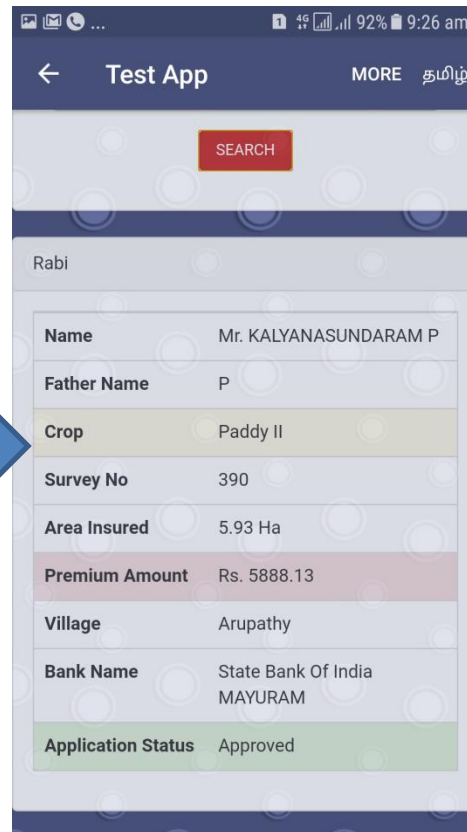 ... 1 4G 92% 9:26 am
Test App MORE தமிழ்
SEARCH
Rabi
Name Mr. KALYANASUNDARAM P
Father Name P
Crop Paddy II
Survey No 390
Area Insured 5.93 Ha
Premium Amount Rs. 5888.13
Village Arupathy
Bank Name State Bank Of India
MAYURAM
Application Status Approved